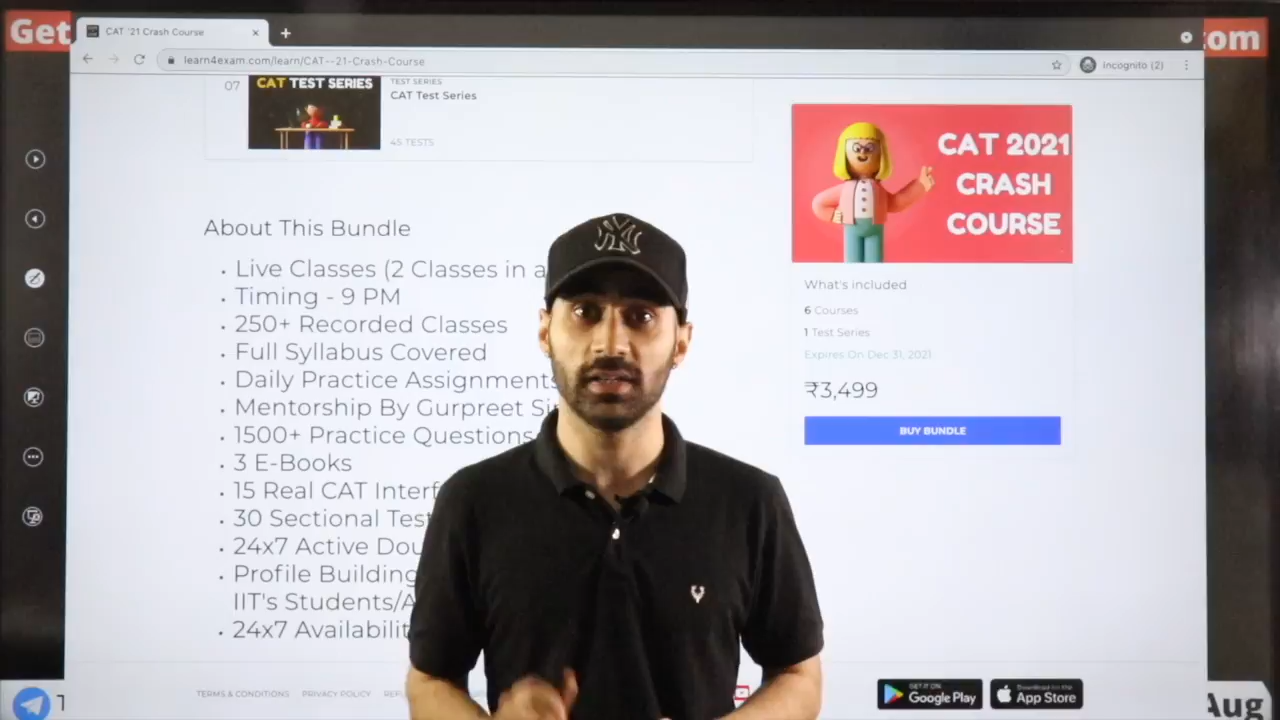 Get
com
CAT '21 Crash Course
learn4exam.com/learn/CAT--21-Crash-Course
Incognito (2)
07
CAT TEST SERIES
TEST SERIES
CAT Test Series
45 TESTS
About This Bundle
Live Classes (2 Classes in a
Timing - 9 PM
250+ Recorded Classes
Full Syllabus Covered
Daily Practice Assignments
Mentorship By Gurpreet Si
1500+ Practice Questions
3 E-Books
15 Real CAT Interf
30 Sectional Test
24x7 Active Dou
Profile Building
IIT's Students/A
24x7 Availabilit
CAT 2021
CRASH
COURSE
What's included
6 Courses
1 Test Series
Expires On Dec 31, 2021
₹3,499
BUY BUNDLE
NY
TERMS & CONDITIONS
PRIVACY POLICY
REFU
GET IT ON
Google Play
Download on the
App Store
T
Aug